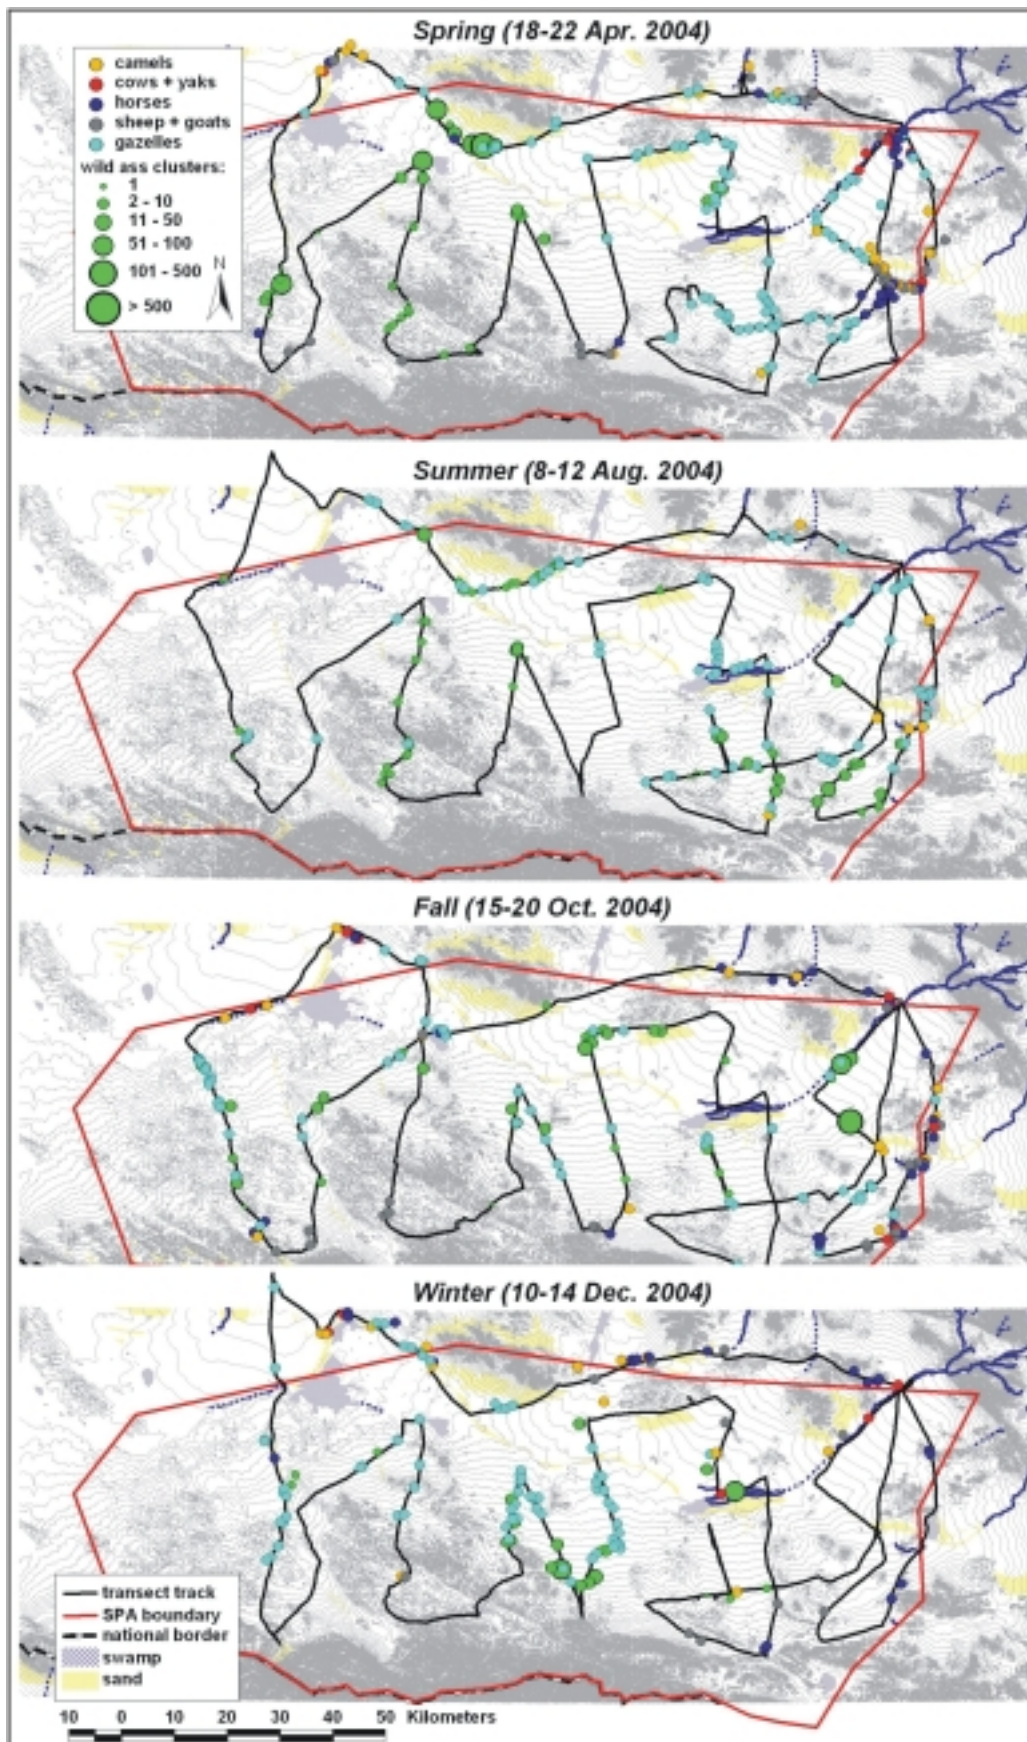 Spring (18-22 Apr. 2004)
camels
cows + yaks
horses
sheep + goats
gazelles
wild ass clusters:
1
2 - 10
11 - 50
51 - 100
101 - 500
> 500
N
Summer (8-12 Aug. 2004)
Fall (15-20 Oct. 2004)
Winter (10-14 Dec. 2004)
transect track
SPA boundary
national border
swamp
sand
10 0 10 20 30 40 50 Kilometers